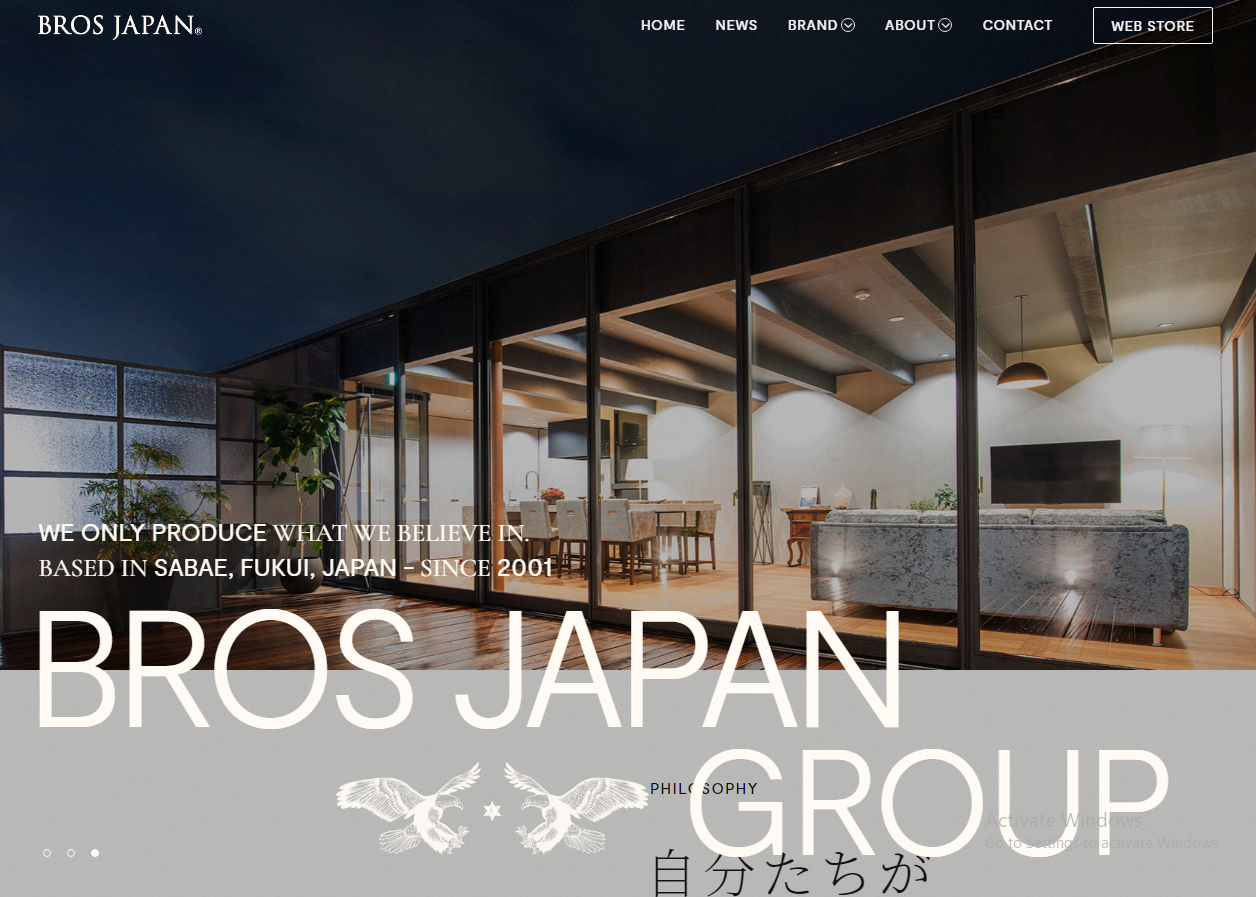 BROS JAPAN®
HOME NEWS BRAND ABOUT CONTACT WEB STORE
WE ONLY PRODUCE WHAT WE BELIEVE IN.
BASED IN SABAE, FUKUI, JAPAN – SINCE 2001
BROS JAPAN
GROUP
PHILOSOPHY
自分たちが
Activate Windows
Go to Settings to activate Windows.